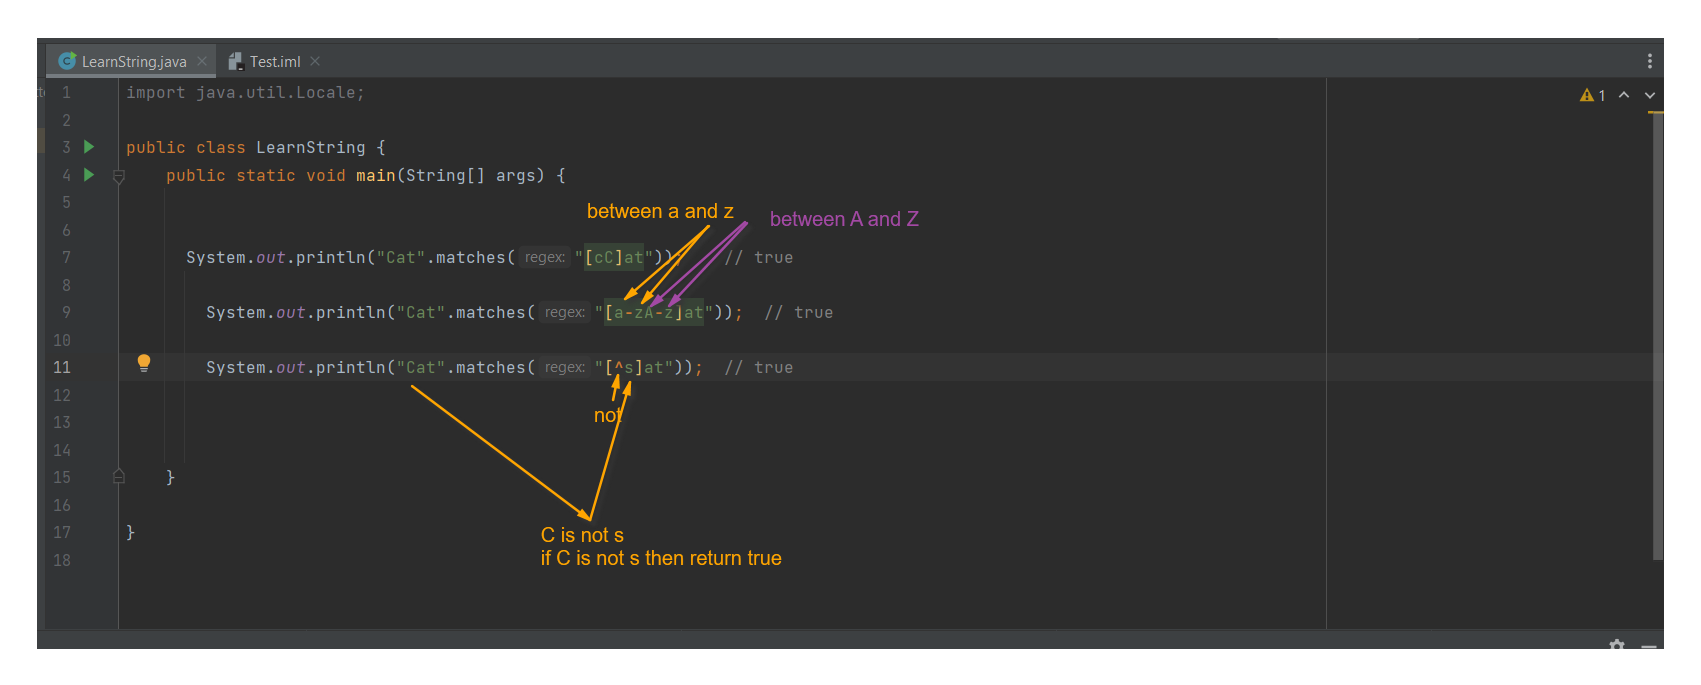 LearnString.java
Test.iml
1 import java.util.Locale;
1
2
3 public class LearnString {
4 public static void main(String[] args) {
5
between a and z
between A and Z
6
7 System.out.println("Cat".matches( regex: "[cC]at")); // true
8
9 System.out.println("Cat".matches( regex: "[a-zA-z]at")); // true
10
11 System.out.println("Cat".matches( regex: "[^s]at")); // true
12
not
13
14
15 }
16
17 }
C is not s
if C is not s then return true
18